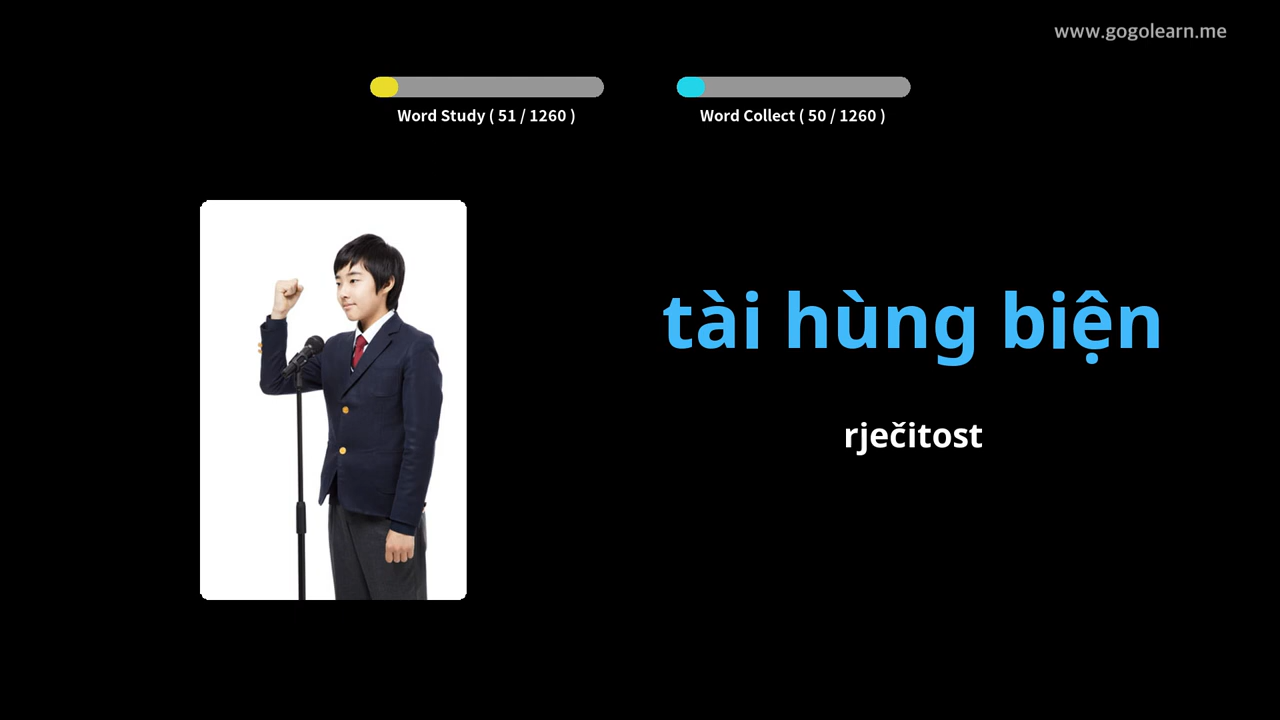 www.gogolearn.me
Word Study ( 51 / 1260 )
Word Collect ( 50 / 1260 )
tài hùng biện
rječitost